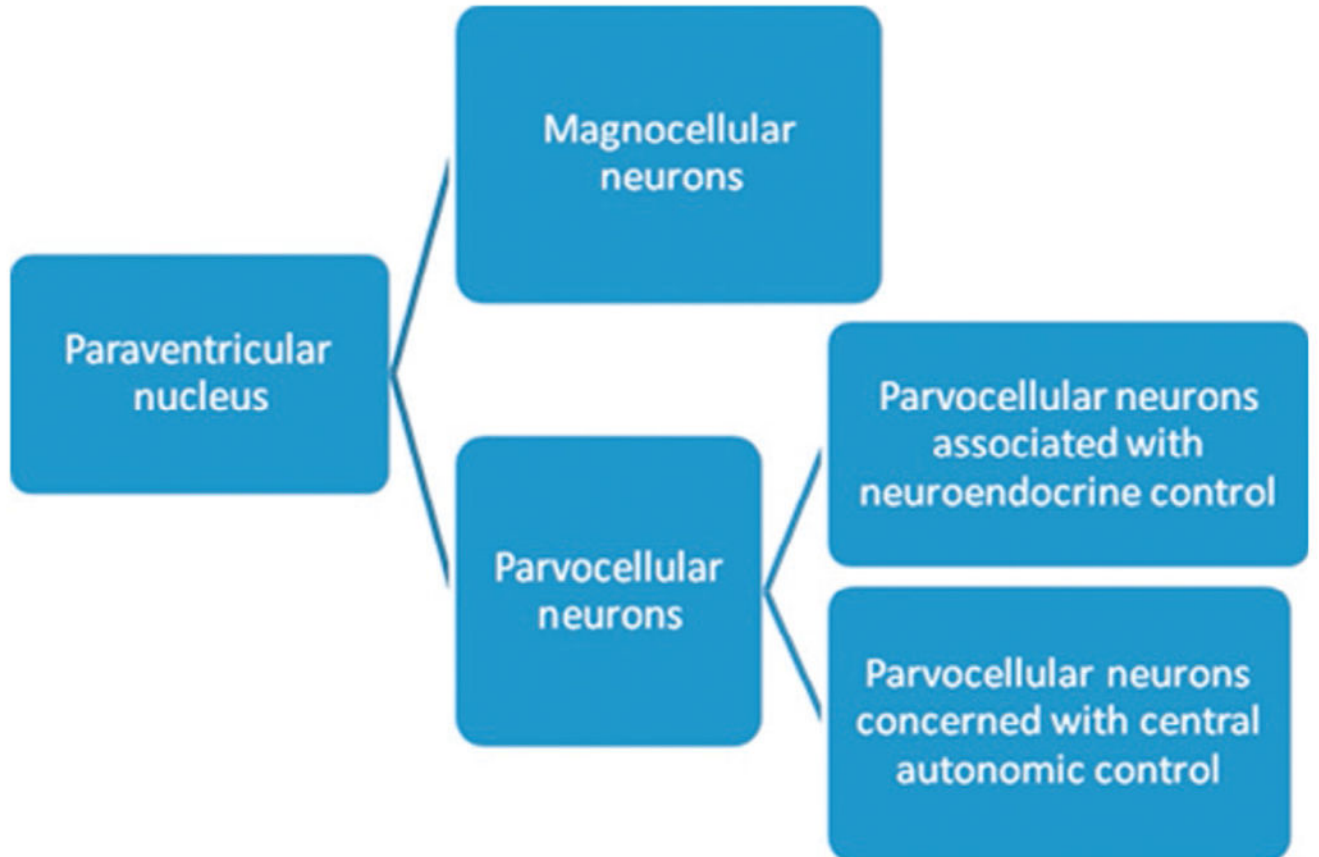 Magnocellular
neurons
Paraventricular
nucleus
Parvocellular
neurons
Parvocellular neurons
associated with
neuroendocrine control
Parvocellular neurons
concerned with central
autonomic control